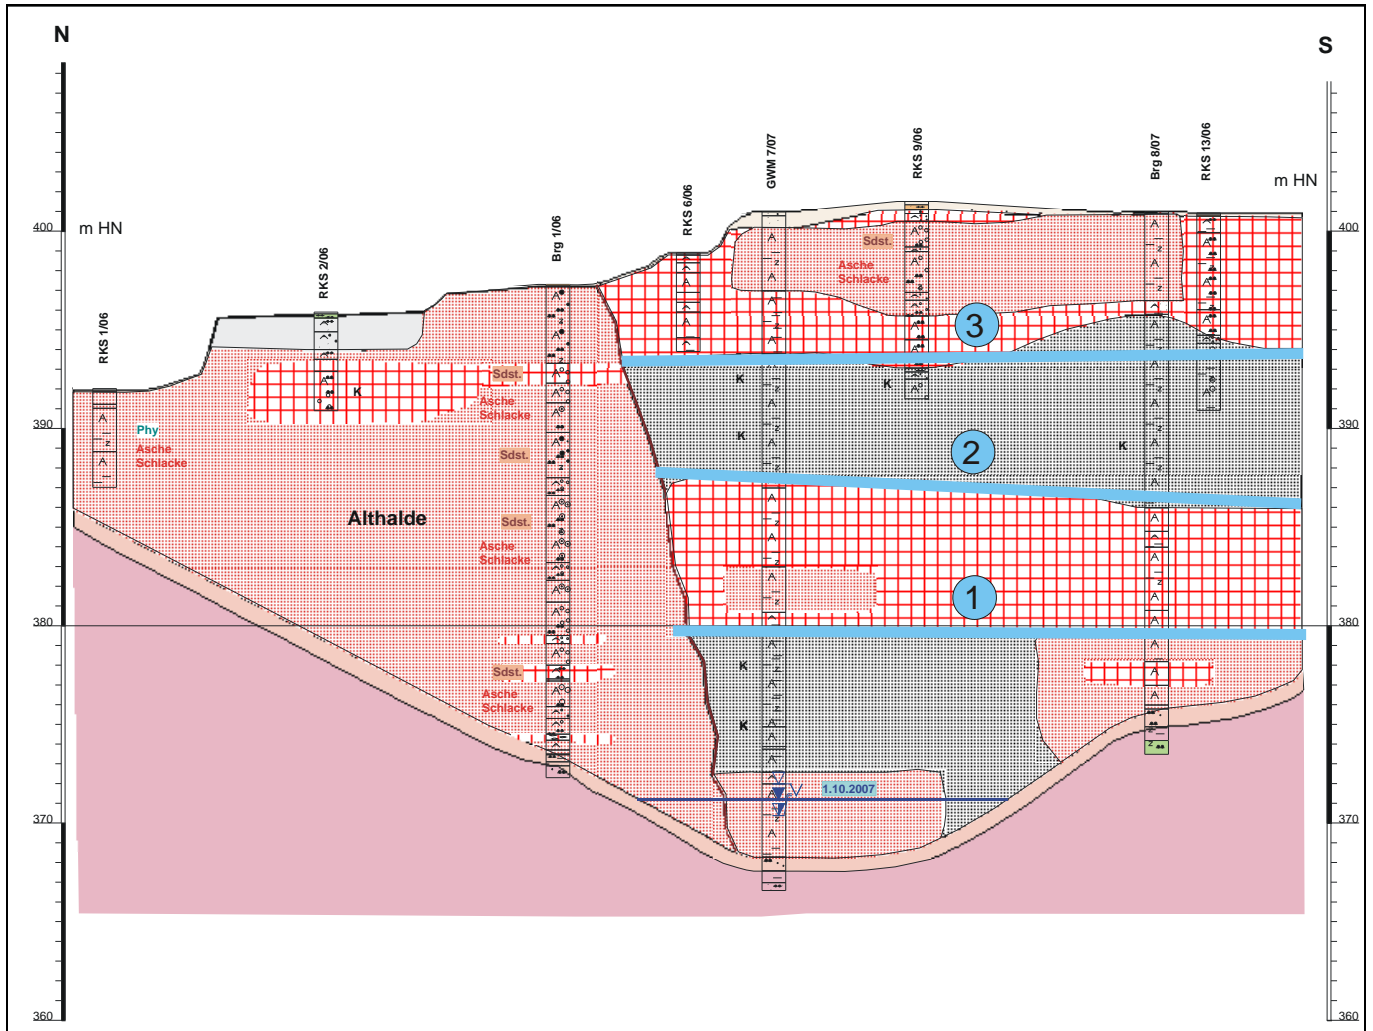 N
S
RKS 1/06
RKS 2/06
Brg 1/06
RKS 6/06
GWM 7/07
RKS 9/06
Brg 8/07
RKS 13/06
m HN
m HN
400
400
Sdst.
Asche
Schlacke
3
Sdst.
K
K
K
Asche
Schlacke
390
390
Phy
Asche
Schlacke
K
K
2
Sdst.
Althalde
Sdst.
Asche
Schlacke
1
380
380
K
Sdst.
Asche
Schlacke
K
1.10.2007
370
370
360
360